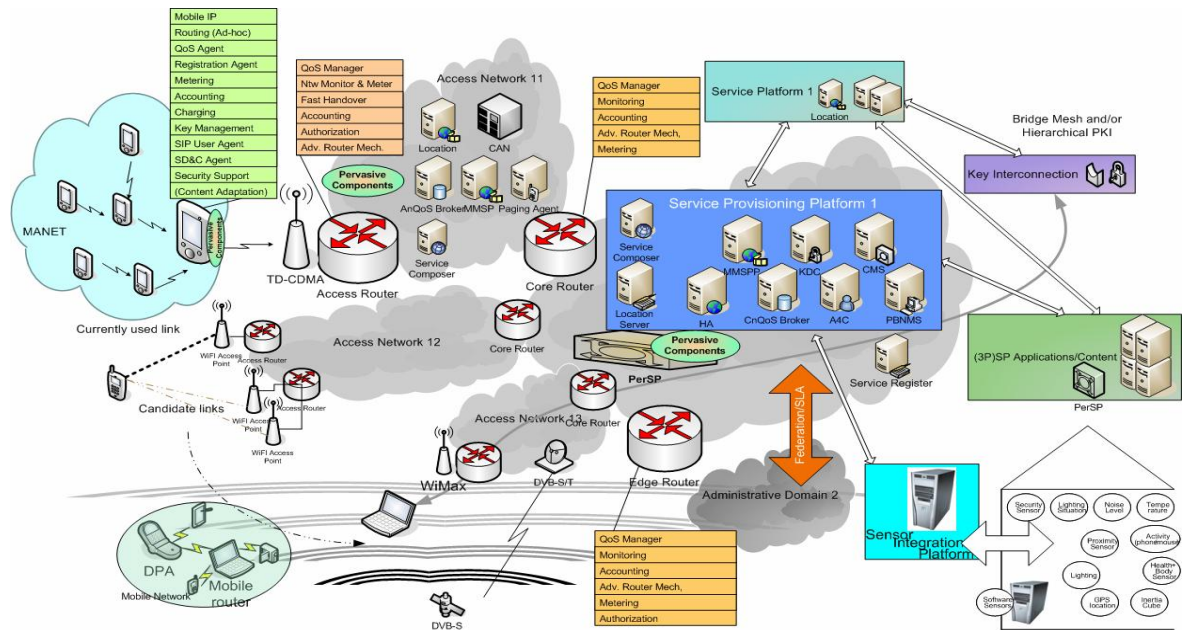 Mobile IP
Routing (Ad-hoc)
QoS Agent
Registration Agent
Metering
Accounting
Charging
Key Management
SIP User Agent
SD&C Agent
Security Support
(Content Adaptation)
MANET
Pervasive Components
Currently used link
TD-CDMA
QoS Manager
Ntw Monitor & Meter
Fast Handover
Accounting
Authorization
Adv. Router Mech.
Pervasive
Components
Access Router
Access Network 11
Location
CAN
AnQoS Broker
MMSP
Paging Agent
Service
Composer
QoS Manager
Monitoring
Accounting
Adv. Router Mech,
Metering
Core Router
Service Platform 1
Location
Bridge Mesh and/or
Hierarchical PKI
Key Interconnection
Service Provisioning Platform 1
Service
Composer
MMSPP
KDC
CMS
Location
Server
HA
CnQoS Broker
A4C
PBNMS
Pervasive
Components
PerSP
Service Register
(3P)SP Applications/Content
PerSP
WiFI Access
Point
Access Router
Access Network 12
Core Router
Candidate links
WiFI Access
Point
Access Router
WiFI Access
Point
Access Network 13
Core Router
WiMax
DVB-S/T
Edge Router
Federation/SLA
Administrative Domain 2
Sensor
Integration
Platform
Security
Sensor
Lighting
Situation
Noise
Level
Tempe
rature
Proximity
Sensor
Activity
(phone mouse
Lighting
Health+
Body
Sensor
Software
Sensors
GPS
location
Inertia
Cube
DPA
Mobile Network
Mobile
router
DVB-S
QoS Manager
Monitoring
Accounting
Adv. Router Mech,
Metering
Authorization